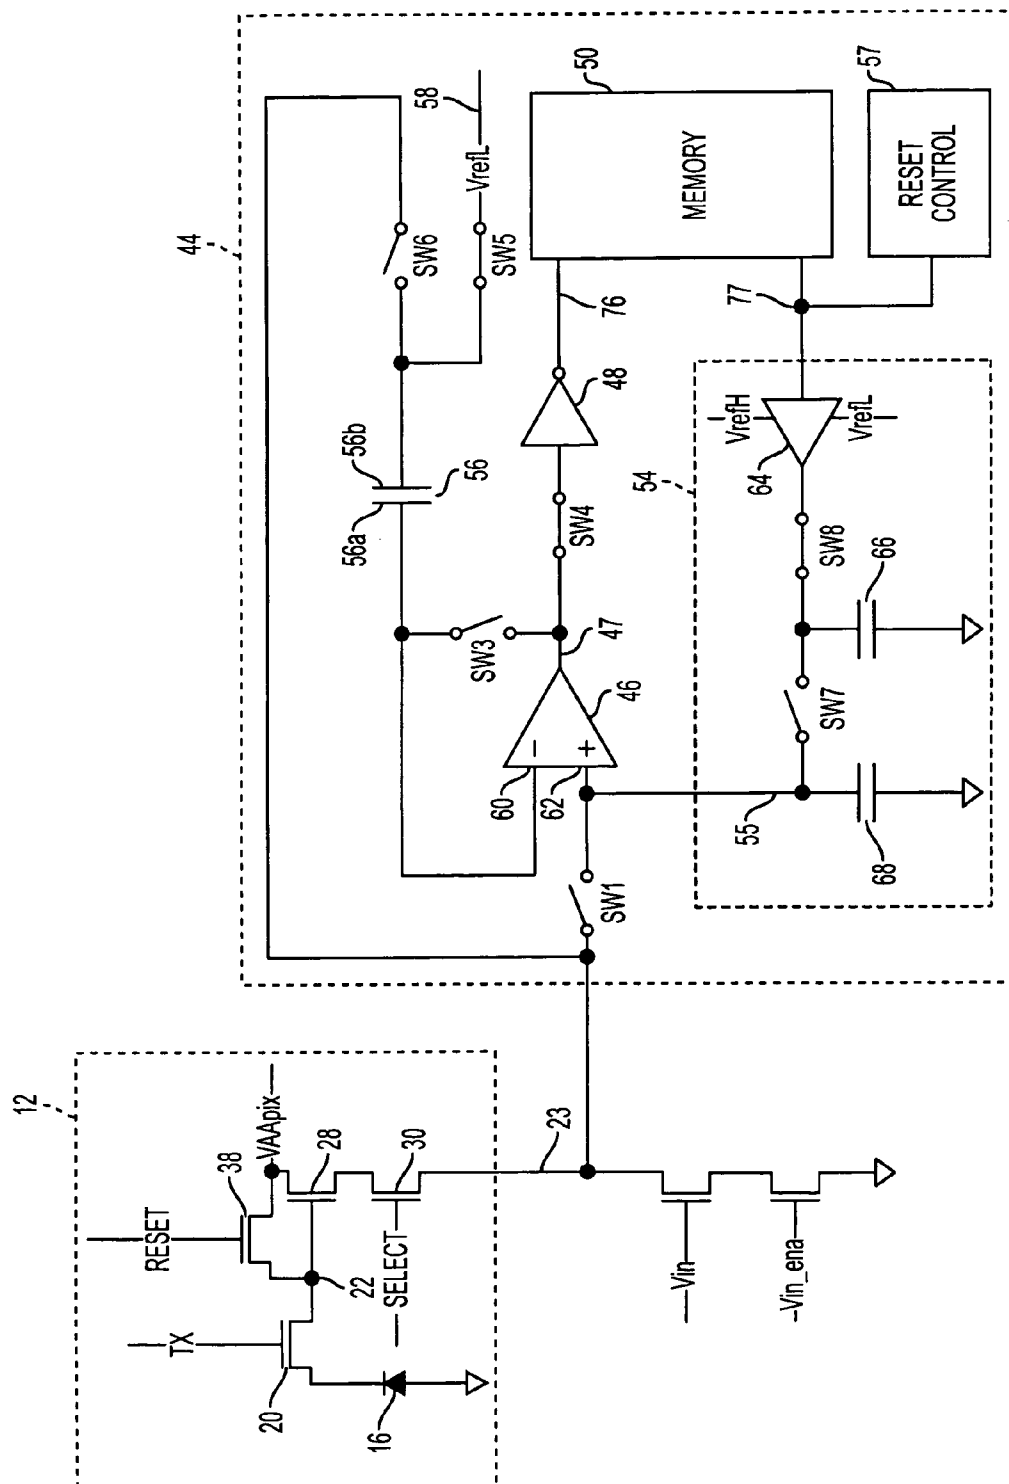 12
RESET
38
VAApix
TX
28
22
30
SELECT
20
16
23
Vin
Vin_ena
44
SW6
58
VrefL
SW5
56b
56a
56
50
MEMORY
76
48
SW4
SW3
47
46
60
−
62
+
SW1
57
RESET
CONTROL
77
54
VrefH
VrefL
64
SW8
66
SW7
55
68